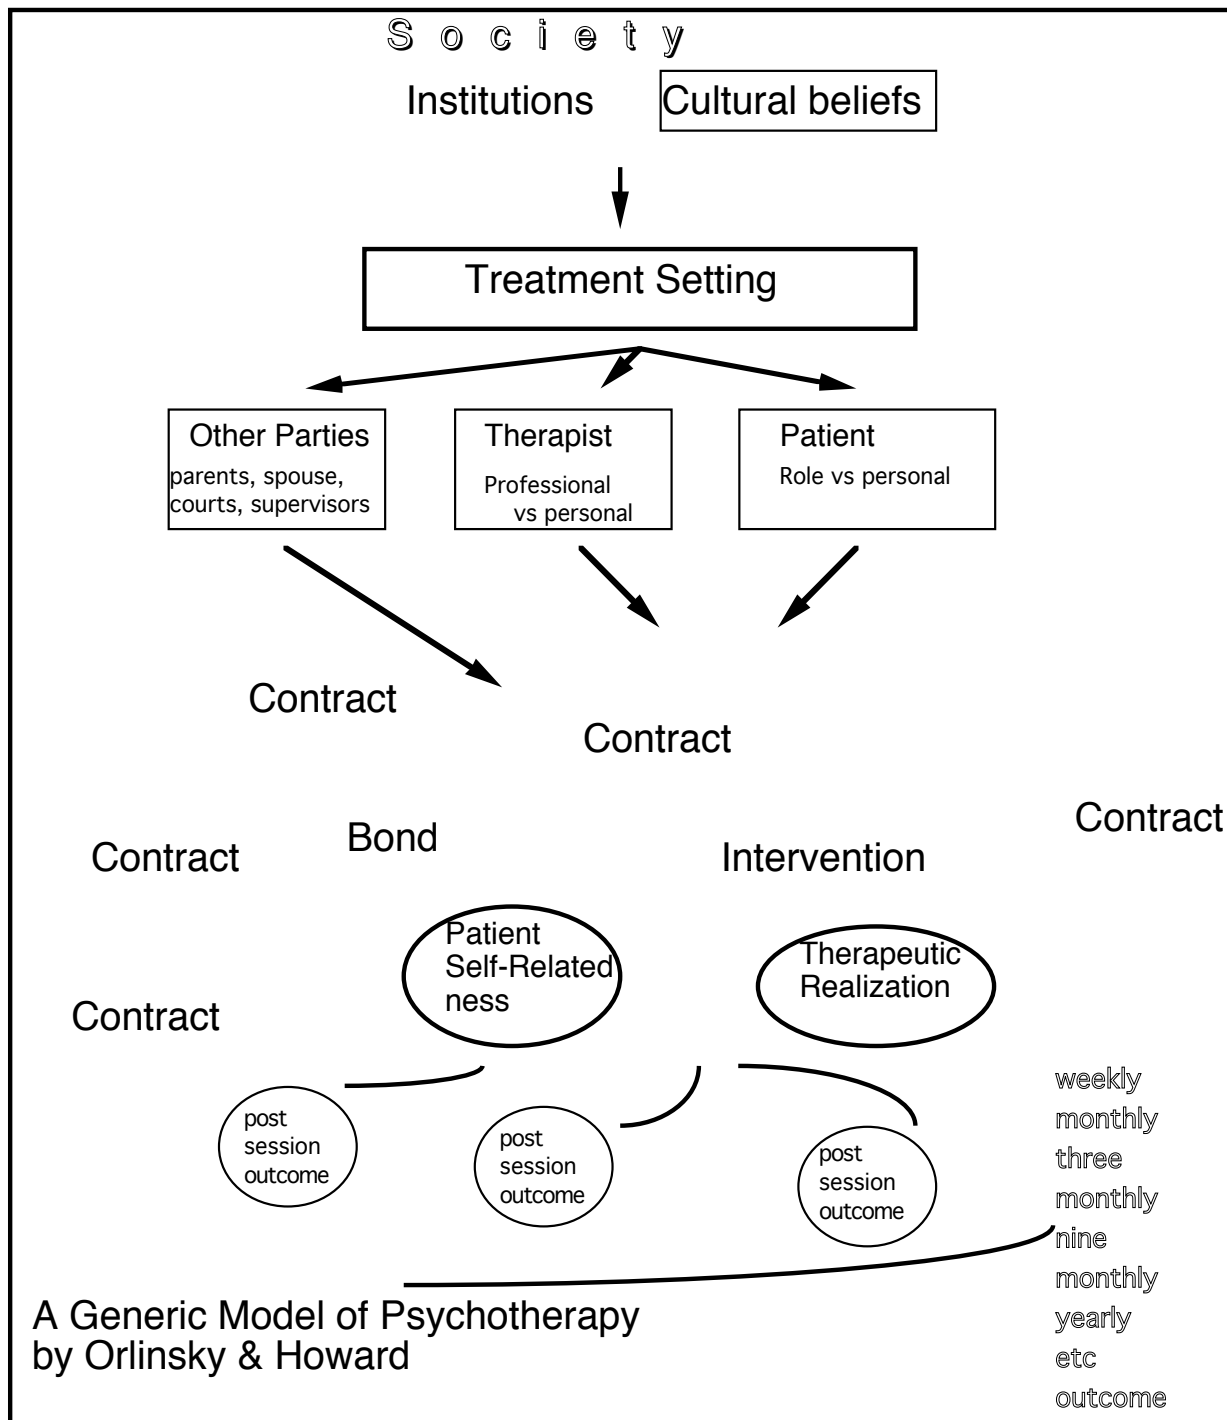 Society
Institutions
Cultural beliefs
Treatment Setting
Other Parties
parents, spouse,
courts, supervisors
Therapist
Professional
vs personal
Patient
Role vs personal
Contract
Contract
Contract
Bond
Intervention
Contract
Patient
Self-Related
ness
Therapeutic
Realization
Contract
post
session
outcome
post
session
outcome
post
session
outcome
weekly
monthly
three
monthly
nine
monthly
yearly
etc
outcome
A Generic Model of Psychotherapy
by Orlinsky & Howard